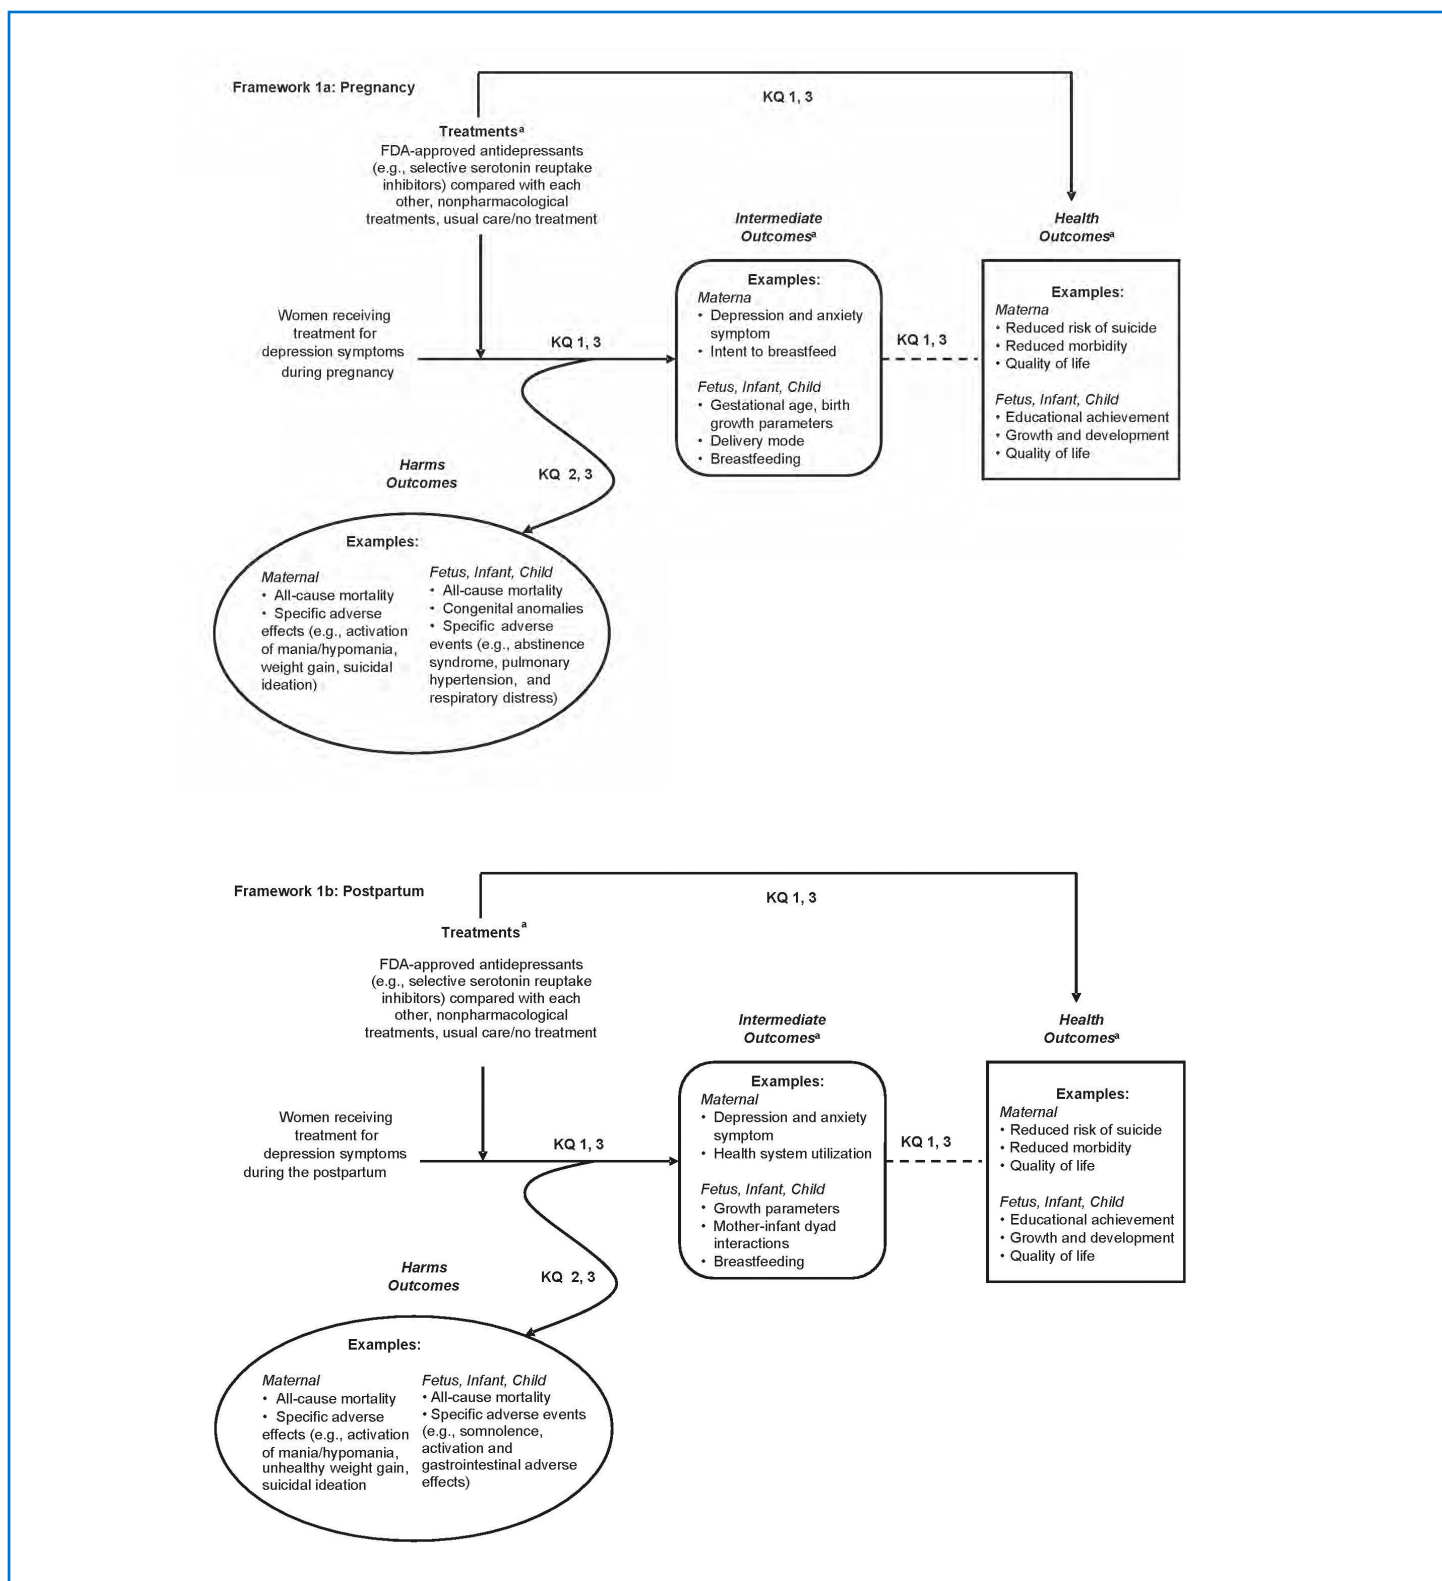 Framework 1a: Pregnancy
KQ 1, 3
Treatmentsᵃ
FDA-approved antidepressants
(e.g., selective serotonin reuptake
inhibitors) compared with each
other, nonpharmacological
treatments, usual care/no treatment
Intermediate
Outcomesᵃ
Health
Outcomesᵃ
Women receiving
treatment for
depression symptoms
during pregnancy
KQ 1, 3
Examples:
Materna
• Depression and anxiety
symptom
• Intent to breastfeed
Fetus, Infant, Child
• Gestational age, birth
growth parameters
• Delivery mode
• Breastfeeding
KQ 1, 3
Examples:
Materna
• Reduced risk of suicide
• Reduced morbidity
• Quality of life
Fetus, Infant, Child
• Educational achievement
• Growth and development
• Quality of life
Harms
Outcomes
KQ 2, 3
Examples:
Maternal
• All-cause mortality
• Specific adverse
effects (e.g., activation
of mania/hypomania,
weight gain, suicidal
ideation)
Fetus, Infant, Child
• All-cause mortality
• Congenital anomalies
• Specific adverse
events (e.g., abstinence
syndrome, pulmonary
hypertension, and
respiratory distress)
Framework 1b: Postpartum
KQ 1, 3
Treatmentsᵃ
FDA-approved antidepressants
(e.g., selective serotonin reuptake
inhibitors) compared with each
other, nonpharmacological
treatments, usual care/no treatment
Intermediate
Outcomesᵃ
Health
Outcomesᵃ
Women receiving
treatment for
depression symptoms
during the postpartum
KQ 1, 3
Examples:
Maternal
• Depression and anxiety
symptom
• Health system utilization
Fetus, Infant, Child
• Growth parameters
• Mother-infant dyad
interactions
• Breastfeeding
KQ 1, 3
Examples:
Maternal
• Reduced risk of suicide
• Reduced morbidity
• Quality of life
Fetus, Infant, Child
• Educational achievement
• Growth and development
• Quality of life
Harms
Outcomes
KQ 2, 3
Examples:
Maternal
• All-cause mortality
• Specific adverse
effects (e.g., activation
of mania/hypomania,
unhealthy weight gain,
suicidal ideation
Fetus, Infant, Child
• All-cause mortality
• Specific adverse events
(e.g., somnolence,
activation and
gastrointestinal adverse
effects)